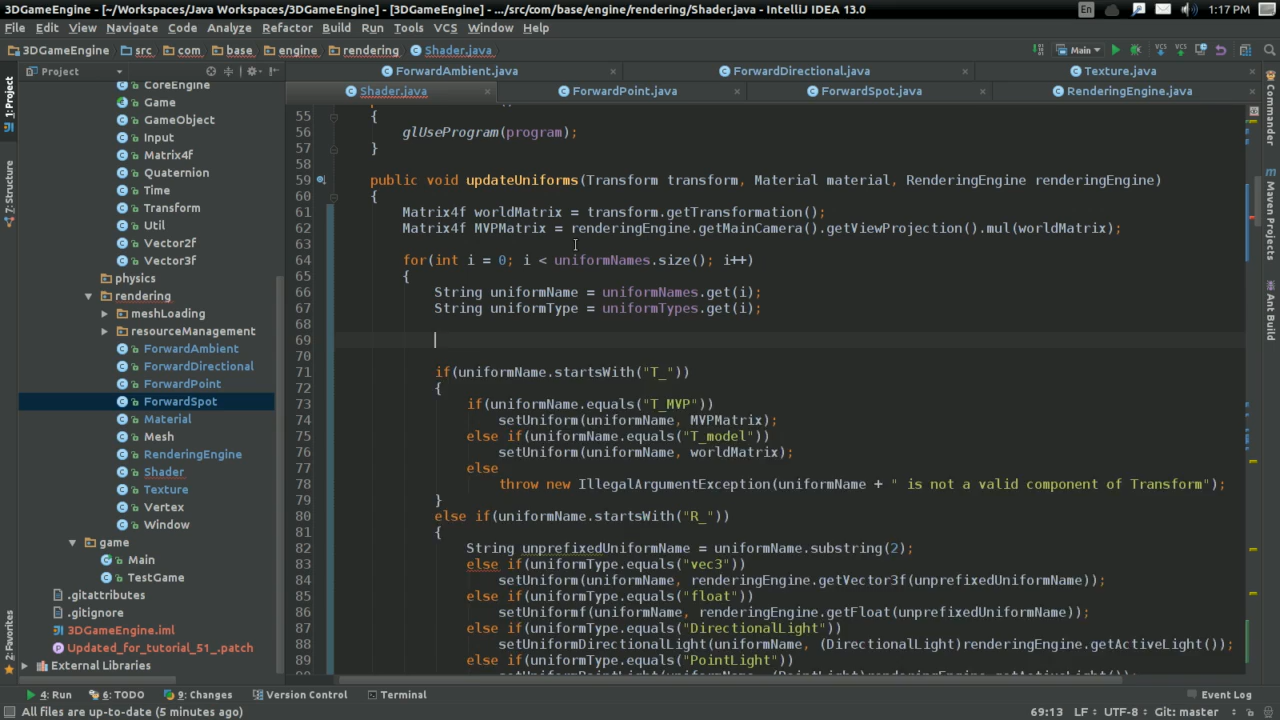 3DGameEngine - [~/Workspaces/Java Workspaces/3DGameEngine] - [3DGameEngine] - .../src/com/base/engine/rendering/Shader.java - IntelliJ IDEA 13.0 En 1:17 PM
File Edit View Navigate Code Analyze Refactor Build Run Tools VCS Window Help
3DGameEngine src com base engine rendering Shader.java Main
Project ForwardAmbient.java ForwardDirectional.java Texture.java
Shader.java ForwardPoint.java ForwardSpot.java RenderingEngine.java
1: Project
7: Structure
2: Favorites
CoreEngine
Game
GameObject
Input
Matrix4f
Quaternion
Time
Transform
Util
Vector2f
Vector3f
physics
rendering
meshLoading
resourceManagement
ForwardAmbient
ForwardDirectional
ForwardPoint
ForwardSpot
Material
Mesh
RenderingEngine
Shader
Texture
Vertex
Window
game
Main
TestGame
.gitattributes
.gitignore
3DGameEngine.iml
Updated_for_tutorial_51_.patch
External Libraries
55
56 {
glUseProgram(program);
57 }
58
59 public void updateUniforms(Transform transform, Material material, RenderingEngine renderingEngine)
60 {
61 Matrix4f worldMatrix = transform.getTransformation();
62 Matrix4f MVPMatrix = renderingEngine.getMainCamera().getViewProjection().mul(worldMatrix);
63
64 for(int i = 0; i < uniformNames.size(); i++)
65 {
66 String uniformName = uniformNames.get(i);
67 String uniformType = uniformTypes.get(i);
68
69
70
71 if(uniformName.startsWith("T_"))
72 {
73 if(uniformName.equals("T_MVP"))
74 setUniform(uniformName, MVPMatrix);
75 else if(uniformName.equals("T_model"))
76 setUniform(uniformName, worldMatrix);
77 else
78 throw new IllegalArgumentException(uniformName + " is not a valid component of Transform");
79 }
80 else if(uniformName.startsWith("R_"))
81 {
82 String unprefixedUniformName = uniformName.substring(2);
83 else if(uniformType.equals("vec3"))
84 setUniform(uniformName, renderingEngine.getVector3f(unprefixedUniformName));
85 else if(uniformType.equals("float"))
86 setUniformf(uniformName, renderingEngine.getFloat(unprefixedUniformName));
87 else if(uniformType.equals("DirectionalLight"))
88 setUniformDirectionalLight(uniformName, (DirectionalLight)renderingEngine.getActiveLight());
89 else if(uniformType.equals("PointLight"))
Commander
Maven Projects
Ant Build
4: Run 6: TODO 9: Changes Version Control Terminal Event Log
All files are up-to-date (5 minutes ago) 69:13 LF UTF-8 Git: master